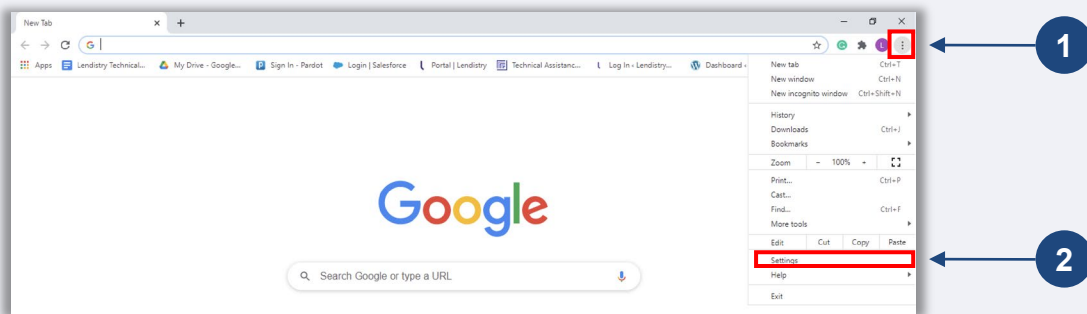 New Tab
G
Apps Lendistry Technical... My Drive - Google... Sign In - Pardot Login | Salesforce Portal | Lendistry Technical Assistanc... Log In ‹ Lendistry... Dashboard ‹
L
1
New tab Ctrl+T
New window Ctrl+N
New incognito window Ctrl+Shift+N
History
Downloads Ctrl+J
Bookmarks
Zoom - 100% +
Print... Ctrl+P
Cast...
Find... Ctrl+F
More tools
Edit Cut Copy Paste
Settings
Help
Exit
2
Google
Search Google or type a URL